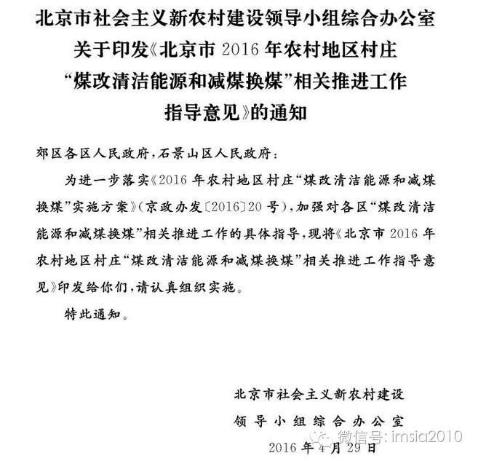 北京市社会主义新农村建设领导小组综合办公室
关于印发《北京市 2016 年农村地区村庄
“煤改清洁能源和减煤换煤”相关推进工作
指导意见》的通知
郊区各区人民政府，石景山区人民政府：
为进一步落实《2016 年农村地区村庄“煤改清洁能源和减煤
换煤”实施方案》（京政办发〔2016〕20 号），加强对各区“煤改清洁
能源和减煤换煤”相关推进工作的具体指导，现将《北京市 2016 年
农村地区村庄“煤改清洁能源和减煤换煤”相关推进工作指导意
见》印发给你们，请认真组织实施。
特此通知。
北京市社会主义新农村建设
领导小组综合办公室
微信号: imsia2010
2016 年 4 月 29 日